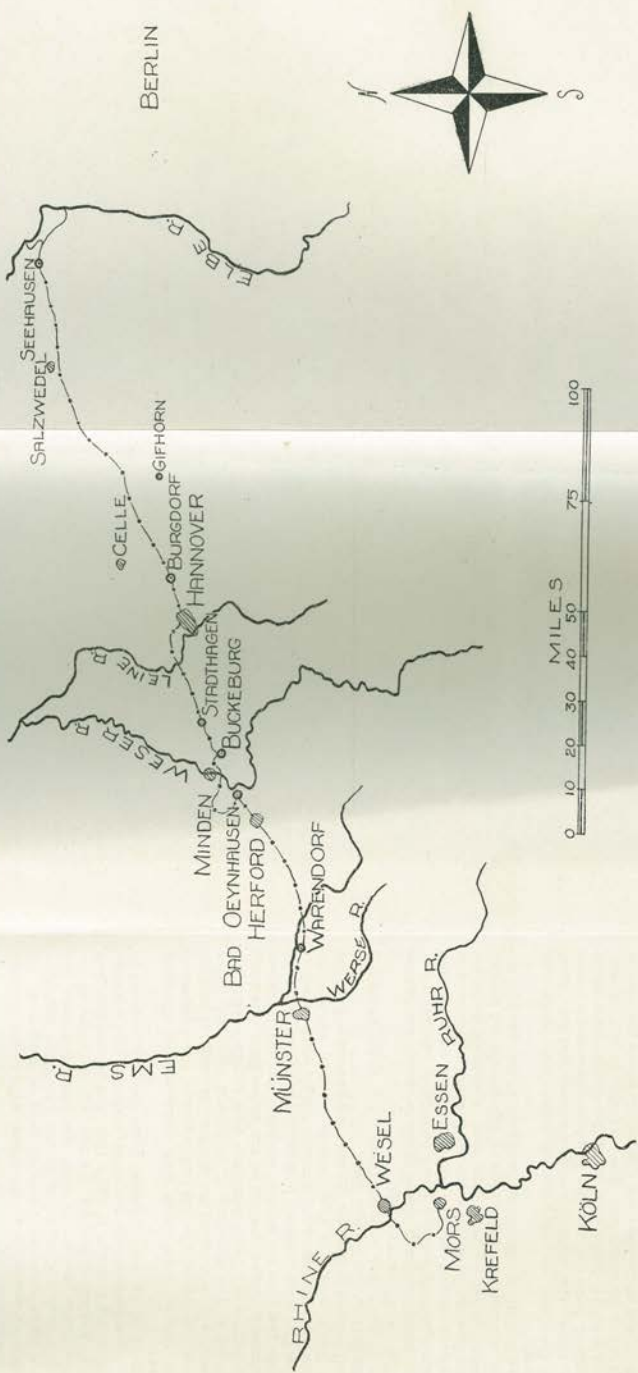 BERLIN
N
S
ELBE R.
SEEHAUSEN
SALZWEDEL
GIFHORN
CELLE
BURGDORF
HANNOVER
LEINE R.
STADTHAGEN
BUCKEBURG
WESER R.
MINDEN
BAD OEYNHAUSEN
HERFORD
WARENDORF
WERSE R.
EMS R.
MÜNSTER
WESEL
ESSEN
RUHR R.
RHINE R.
MORS
KREFELD
KÖLN
MILES
0 10 20 30 40 50 75 100